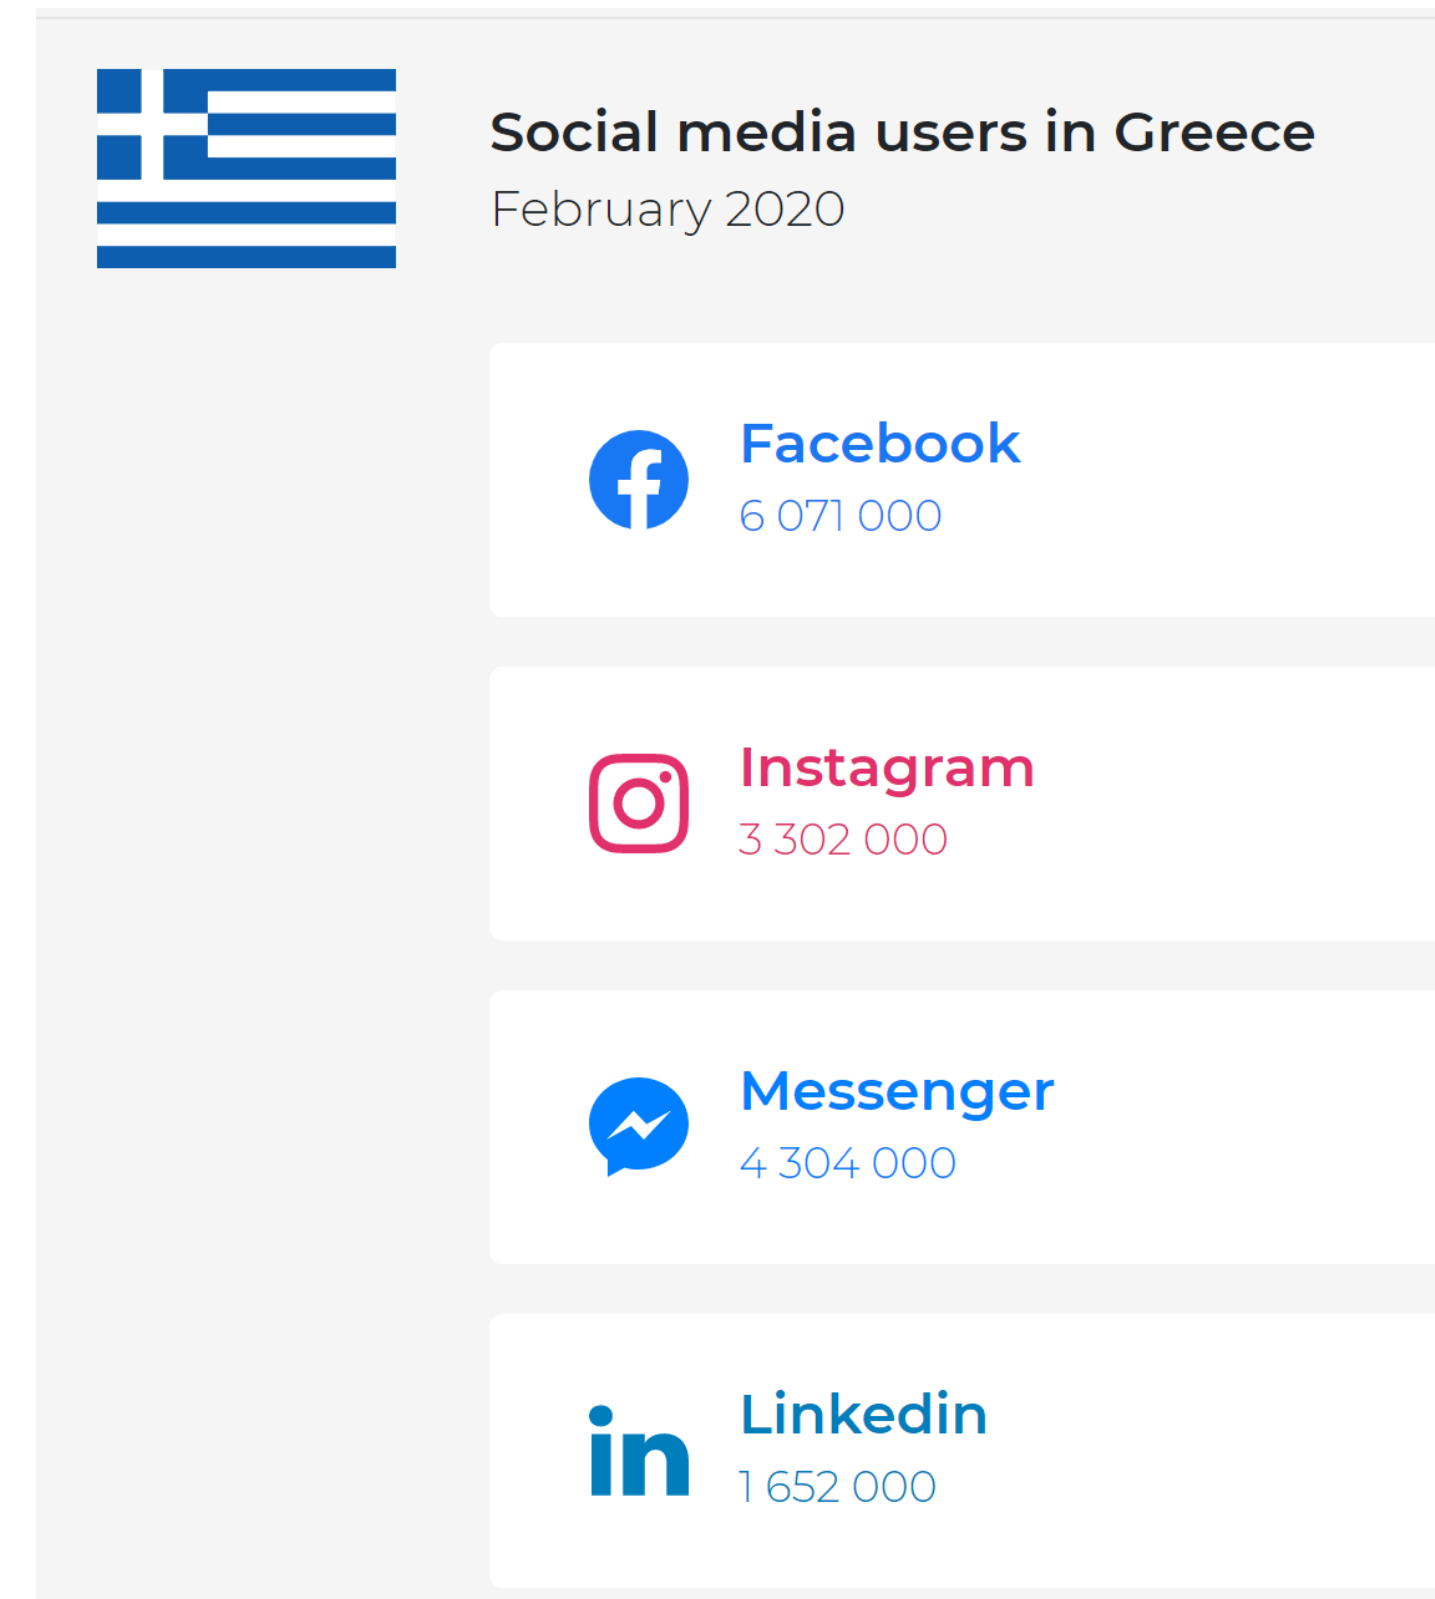 Social media users in Greece
February 2020
Facebook
6 071 000
Instagram
3 302 000
Messenger
4 304 000
Linkedin
1 652 000